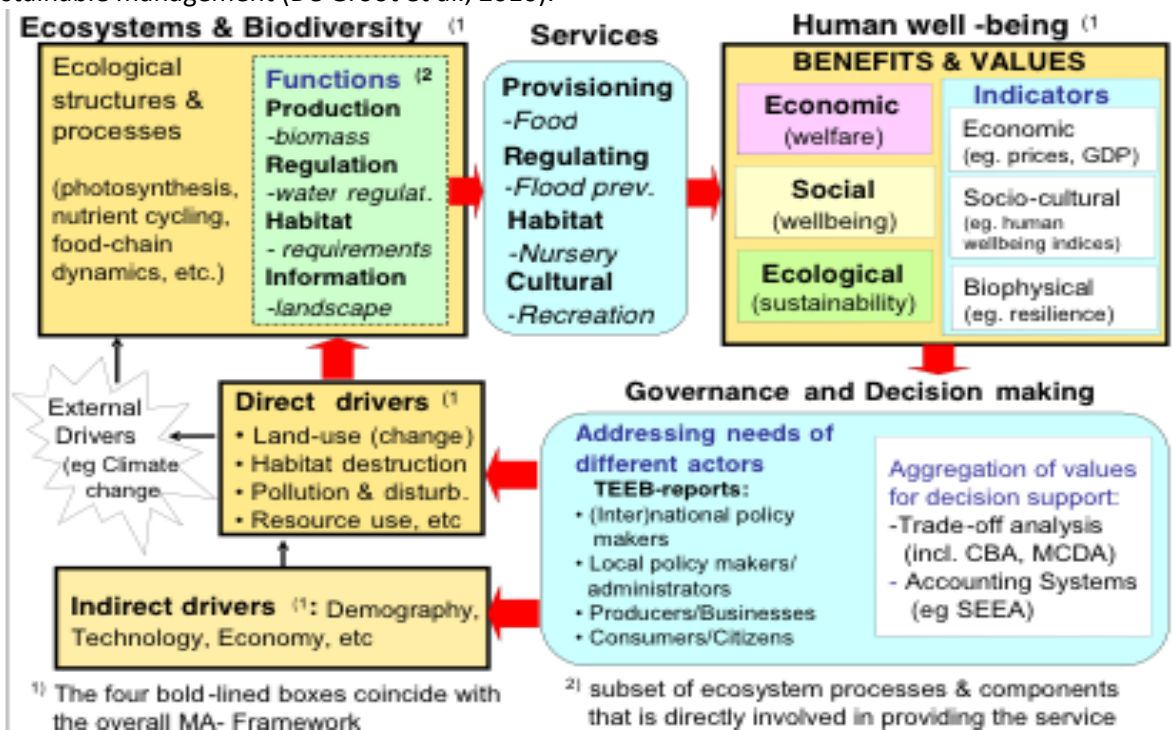 sustainable management (De Groot et al., 2010).
Ecosystems & Biodiversity (1
Ecological
structures &
processes
(photosynthesis,
nutrient cycling,
food-chain
dynamics, etc.)
Functions (2
Production
-biomass
Regulation
-water regulat.
Habitat
- requirements
Information
-landscape
Services
Provisioning
-Food
Regulating
-Flood prev.
Habitat
-Nursery
Cultural
-Recreation
Human well -being (1
BENEFITS & VALUES
Economic
(welfare)
Social
(wellbeing)
Ecological
(sustainability)
Indicators
Economic
(eg. prices, GDP)
Socio-cultural
(eg. human
wellbeing indices)
Biophysical
(eg. resilience)
External
Drivers
(eg Climate
change
Direct drivers (1
• Land-use (change)
• Habitat destruction
• Pollution & disturb.
• Resource use, etc
Governance and Decision making
Addressing needs of
different actors
TEEB-reports:
• (Inter)national policy
makers
• Local policy makers/
administrators
• Producers/Businesses
• Consumers/Citizens
Aggregation of values
for decision support:
-Trade-off analysis
(incl. CBA, MCDA)
- Accounting Systems
(eg SEEA)
Indirect drivers (1: Demography,
Technology, Economy, etc
1) The four bold-lined boxes coincide with
the overall MA- Framework
2) subset of ecosystem processes & components
that is directly involved in providing the service